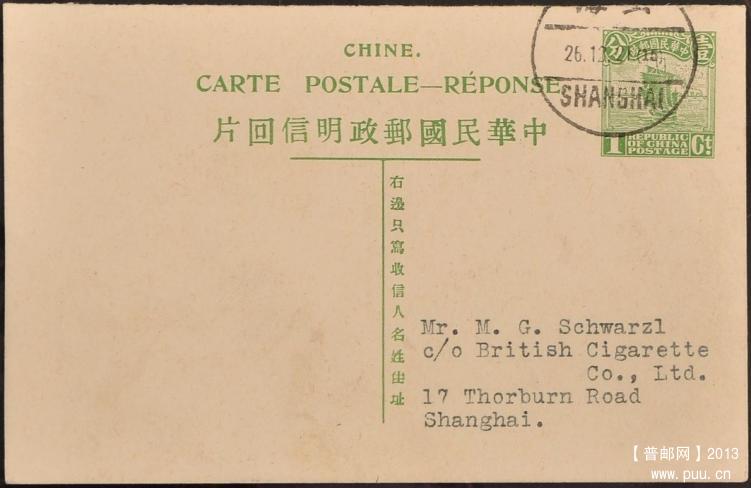 CHINE.
CARTE POSTALE—RÉPONSE
片回信明政郵國民華中
右邊只寫收信人名姓住址
上海
SHANGHAI
分 中華民國郵政 壹
1 REPUBLIC OF CHINA POSTAGE Ct
Mr. M. G. Schwarzl
c/o British Cigarette
Co., Ltd.
17 Thorburn Road
Shanghai.
【普邮网】2013
www.puu.cn